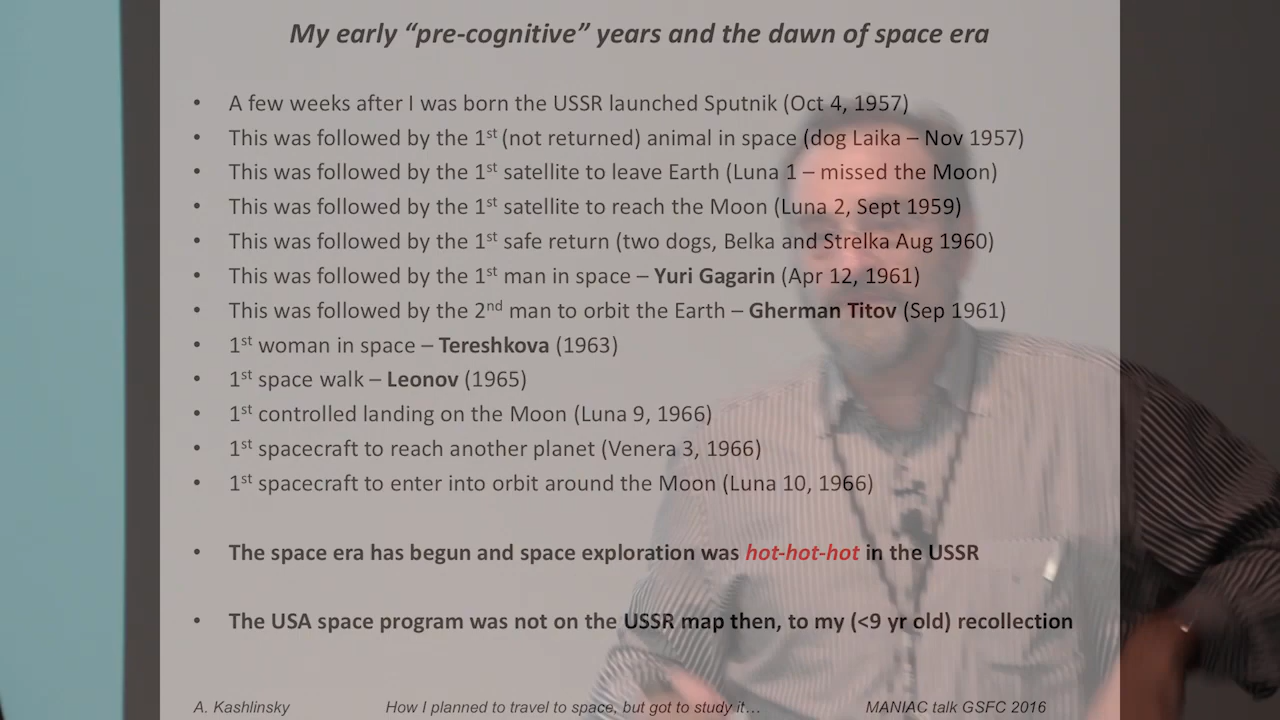 My early “pre-cognitive” years and the dawn of space era
• A few weeks after I was born the USSR launched Sputnik (Oct 4, 1957)
• This was followed by the 1st (not returned) animal in space (dog Laika – Nov 1957)
• This was followed by the 1st satellite to leave Earth (Luna 1 – missed the Moon)
• This was followed by the 1st satellite to reach the Moon (Luna 2, Sept 1959)
• This was followed by the 1st safe return (two dogs, Belka and Strelka Aug 1960)
• This was followed by the 1st man in space – Yuri Gagarin (Apr 12, 1961)
• This was followed by the 2nd man to orbit the Earth – Gherman Titov (Sep 1961)
• 1st woman in space – Tereshkova (1963)
• 1st space walk – Leonov (1965)
• 1st controlled landing on the Moon (Luna 9, 1966)
• 1st spacecraft to reach another planet (Venera 3, 1966)
• 1st spacecraft to enter into orbit around the Moon (Luna 10, 1966)
• The space era has begun and space exploration was hot-hot-hot in the USSR
• The USA space program was not on the USSR map then, to my (<9 yr old) recollection
A. Kashlinsky How I planned to travel to space, but got to study it… MANIAC talk GSFC 2016